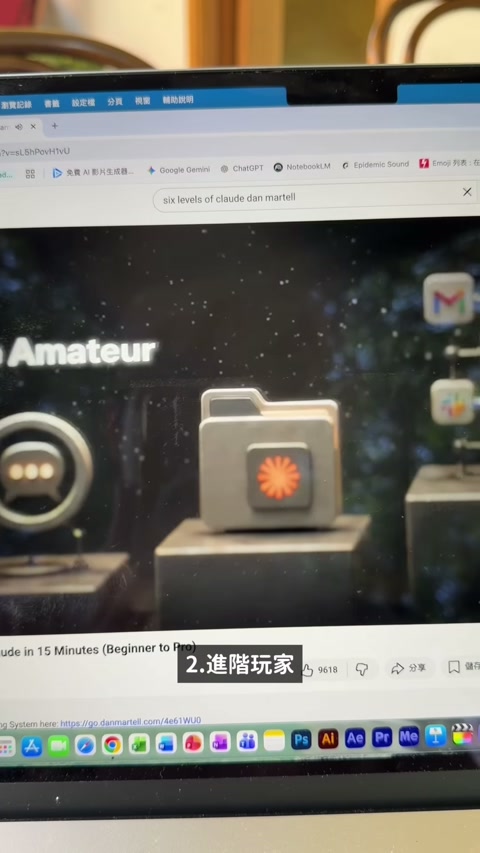 瀏覽記錄 書籤 設定檔 分頁 視窗 輔助說明
?v=sL5hPovH1vU
免費 AI 影片生成器... Google Gemini ChatGPT NotebookLM Epidemic Sound Emoji 列表 : 在
six levels of claude dan martell
Amateur
ude in 15 Minutes (Beginner to Pro)
2.進階玩家
9618 分享 儲存
ng System here: https://go.danmartell.com/4e61WU0
Ps Ai Ae Pr Me